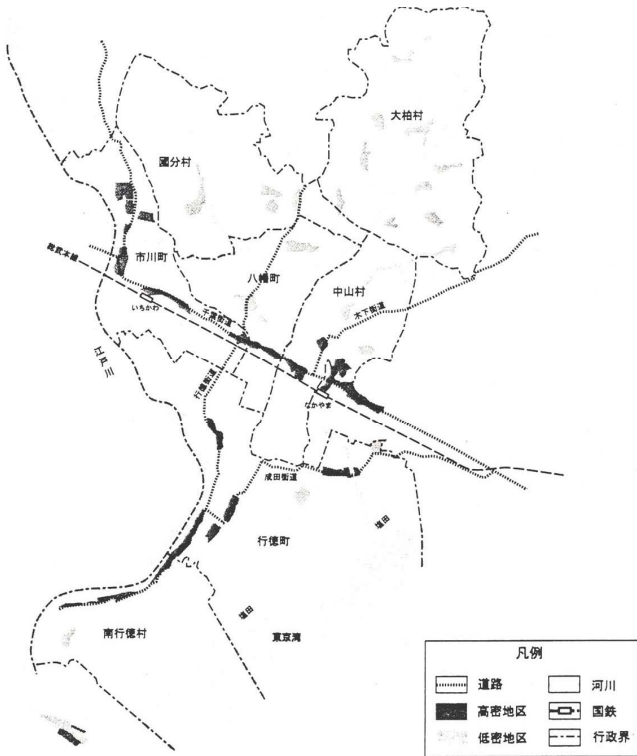 大柏村
國分村
市川町
八幡町
中山村
総武本線
いちかわ
千葉街道
木下街道
江戸川
行徳街道
なかやま
成田街道
塩田
行徳町
塩田
南行徳村
東京湾
凡例
道路
河川
高密地区
国鉄
低密地区
行政界